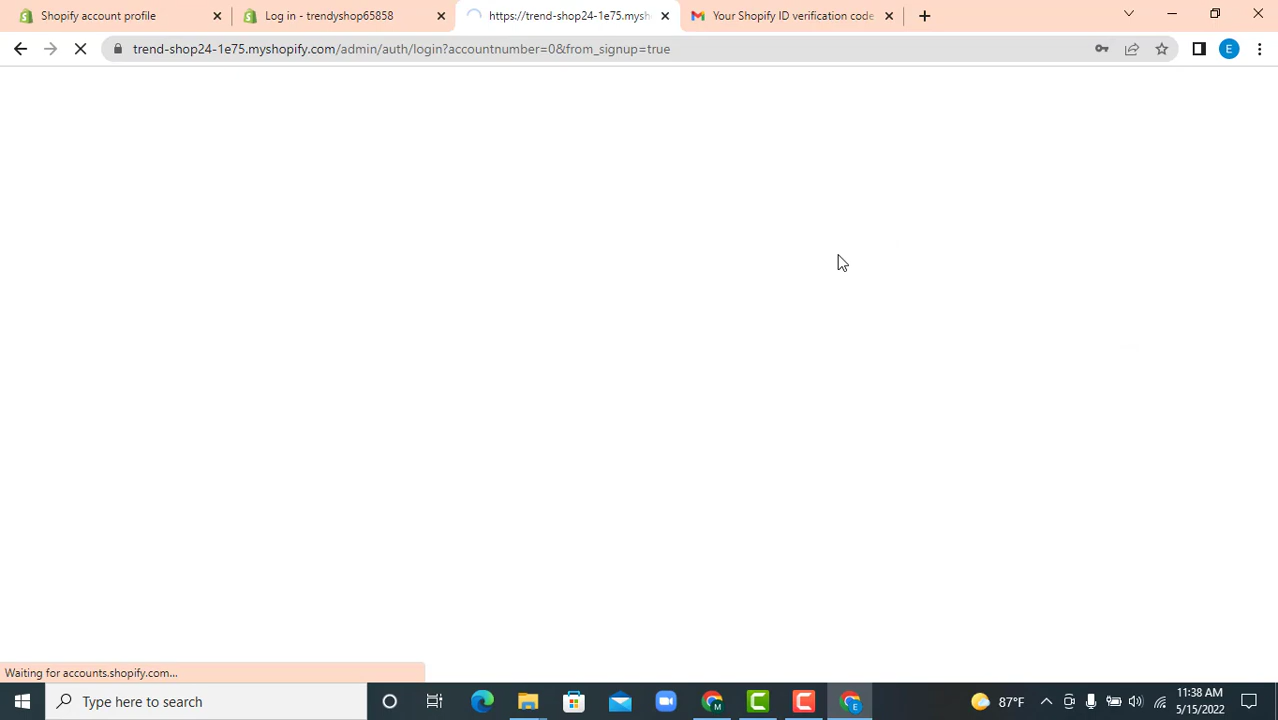 Shopify account profile
Log in - trendyshop65858
https://trend-shop24-1e75.mysh
Your Shopify ID verification code
trend-shop24-1e75.myshopify.com/admin/auth/login?accountnumber=0&from_signup=true
E
Waiting for accounts.shopify.com...
Type here to search
M
E
87°F
11:38 AM
5/15/2022